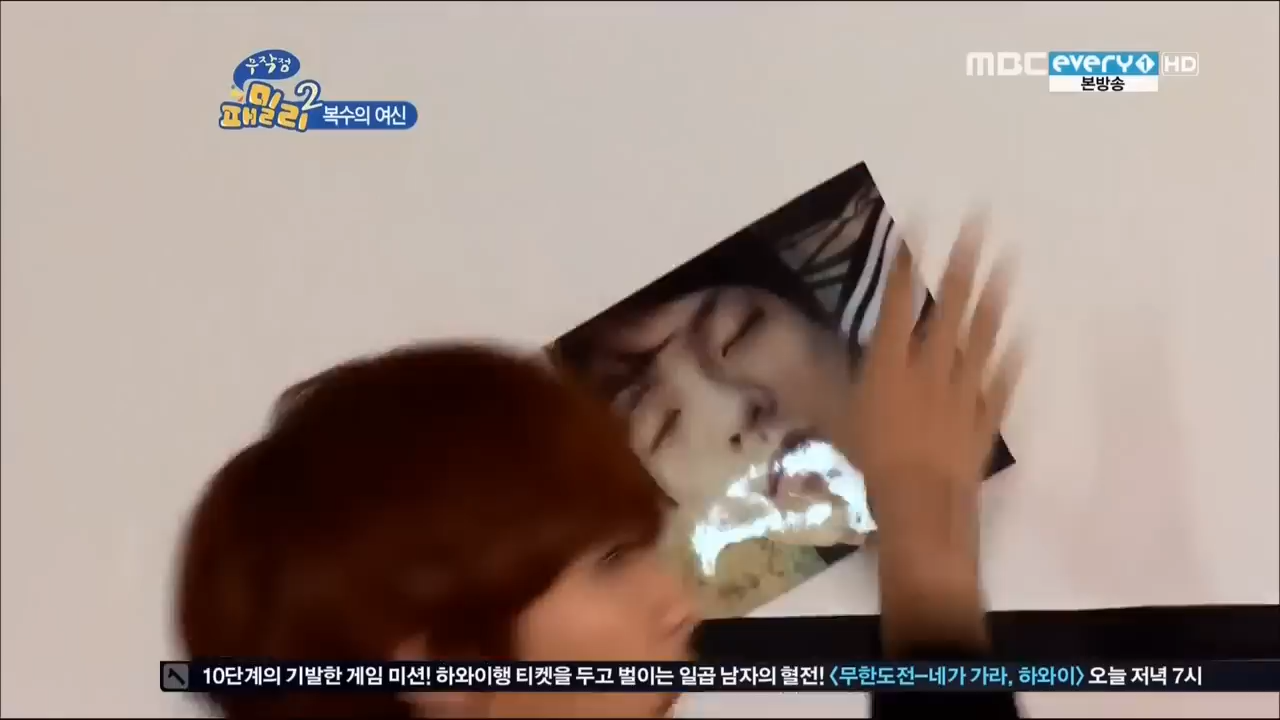 무작정
패밀리2 복수의 여신
MBC every1 HD
본방송
10단계의 기발한 게임 미션! 하와이행 티켓을 두고 벌이는 일곱 남자의 혈전! <무한도전-네가 가라, 하와이> 오늘 저녁 7시